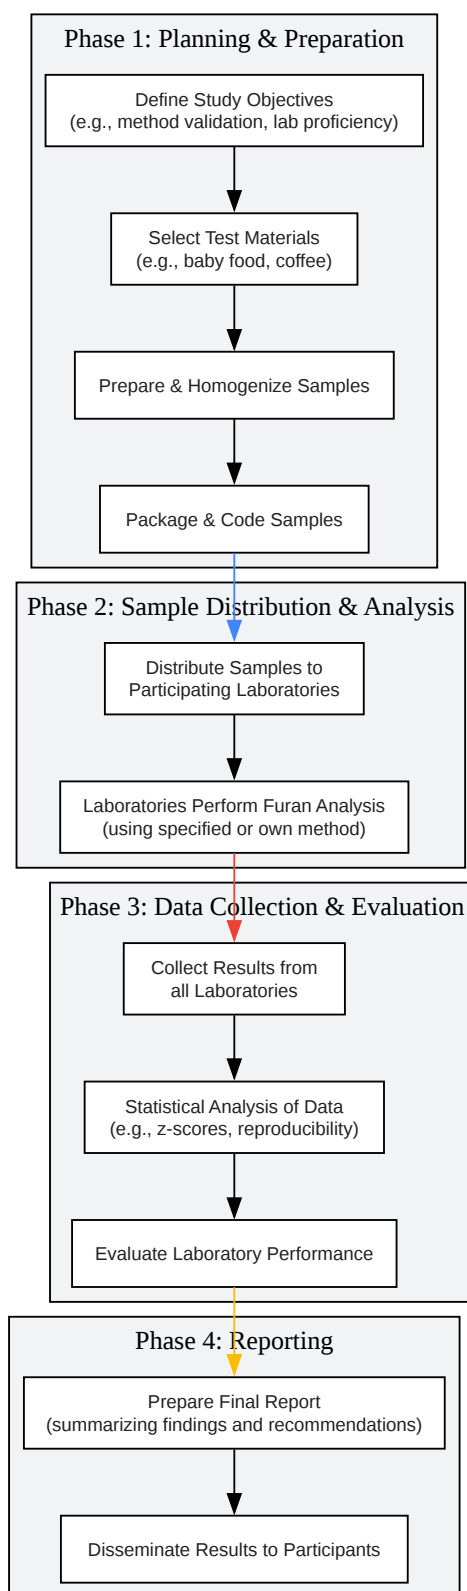 Phase 1: Planning & Preparation
Define Study Objectives
(e.g., method validation, lab proficiency)
Select Test Materials
(e.g., baby food, coffee)
Prepare & Homogenize Samples
Package & Code Samples
Phase 2: Sample Distribution & Analysis
Distribute Samples to
Participating Laboratories
Laboratories Perform Furan Analysis
(using specified or own method)
Phase 3: Data Collection & Evaluation
Collect Results from
all Laboratories
Statistical Analysis of Data
(e.g., z-scores, reproducibility)
Evaluate Laboratory Performance
Phase 4: Reporting
Prepare Final Report
(summarizing findings and recommendations)
Disseminate Results to Participants